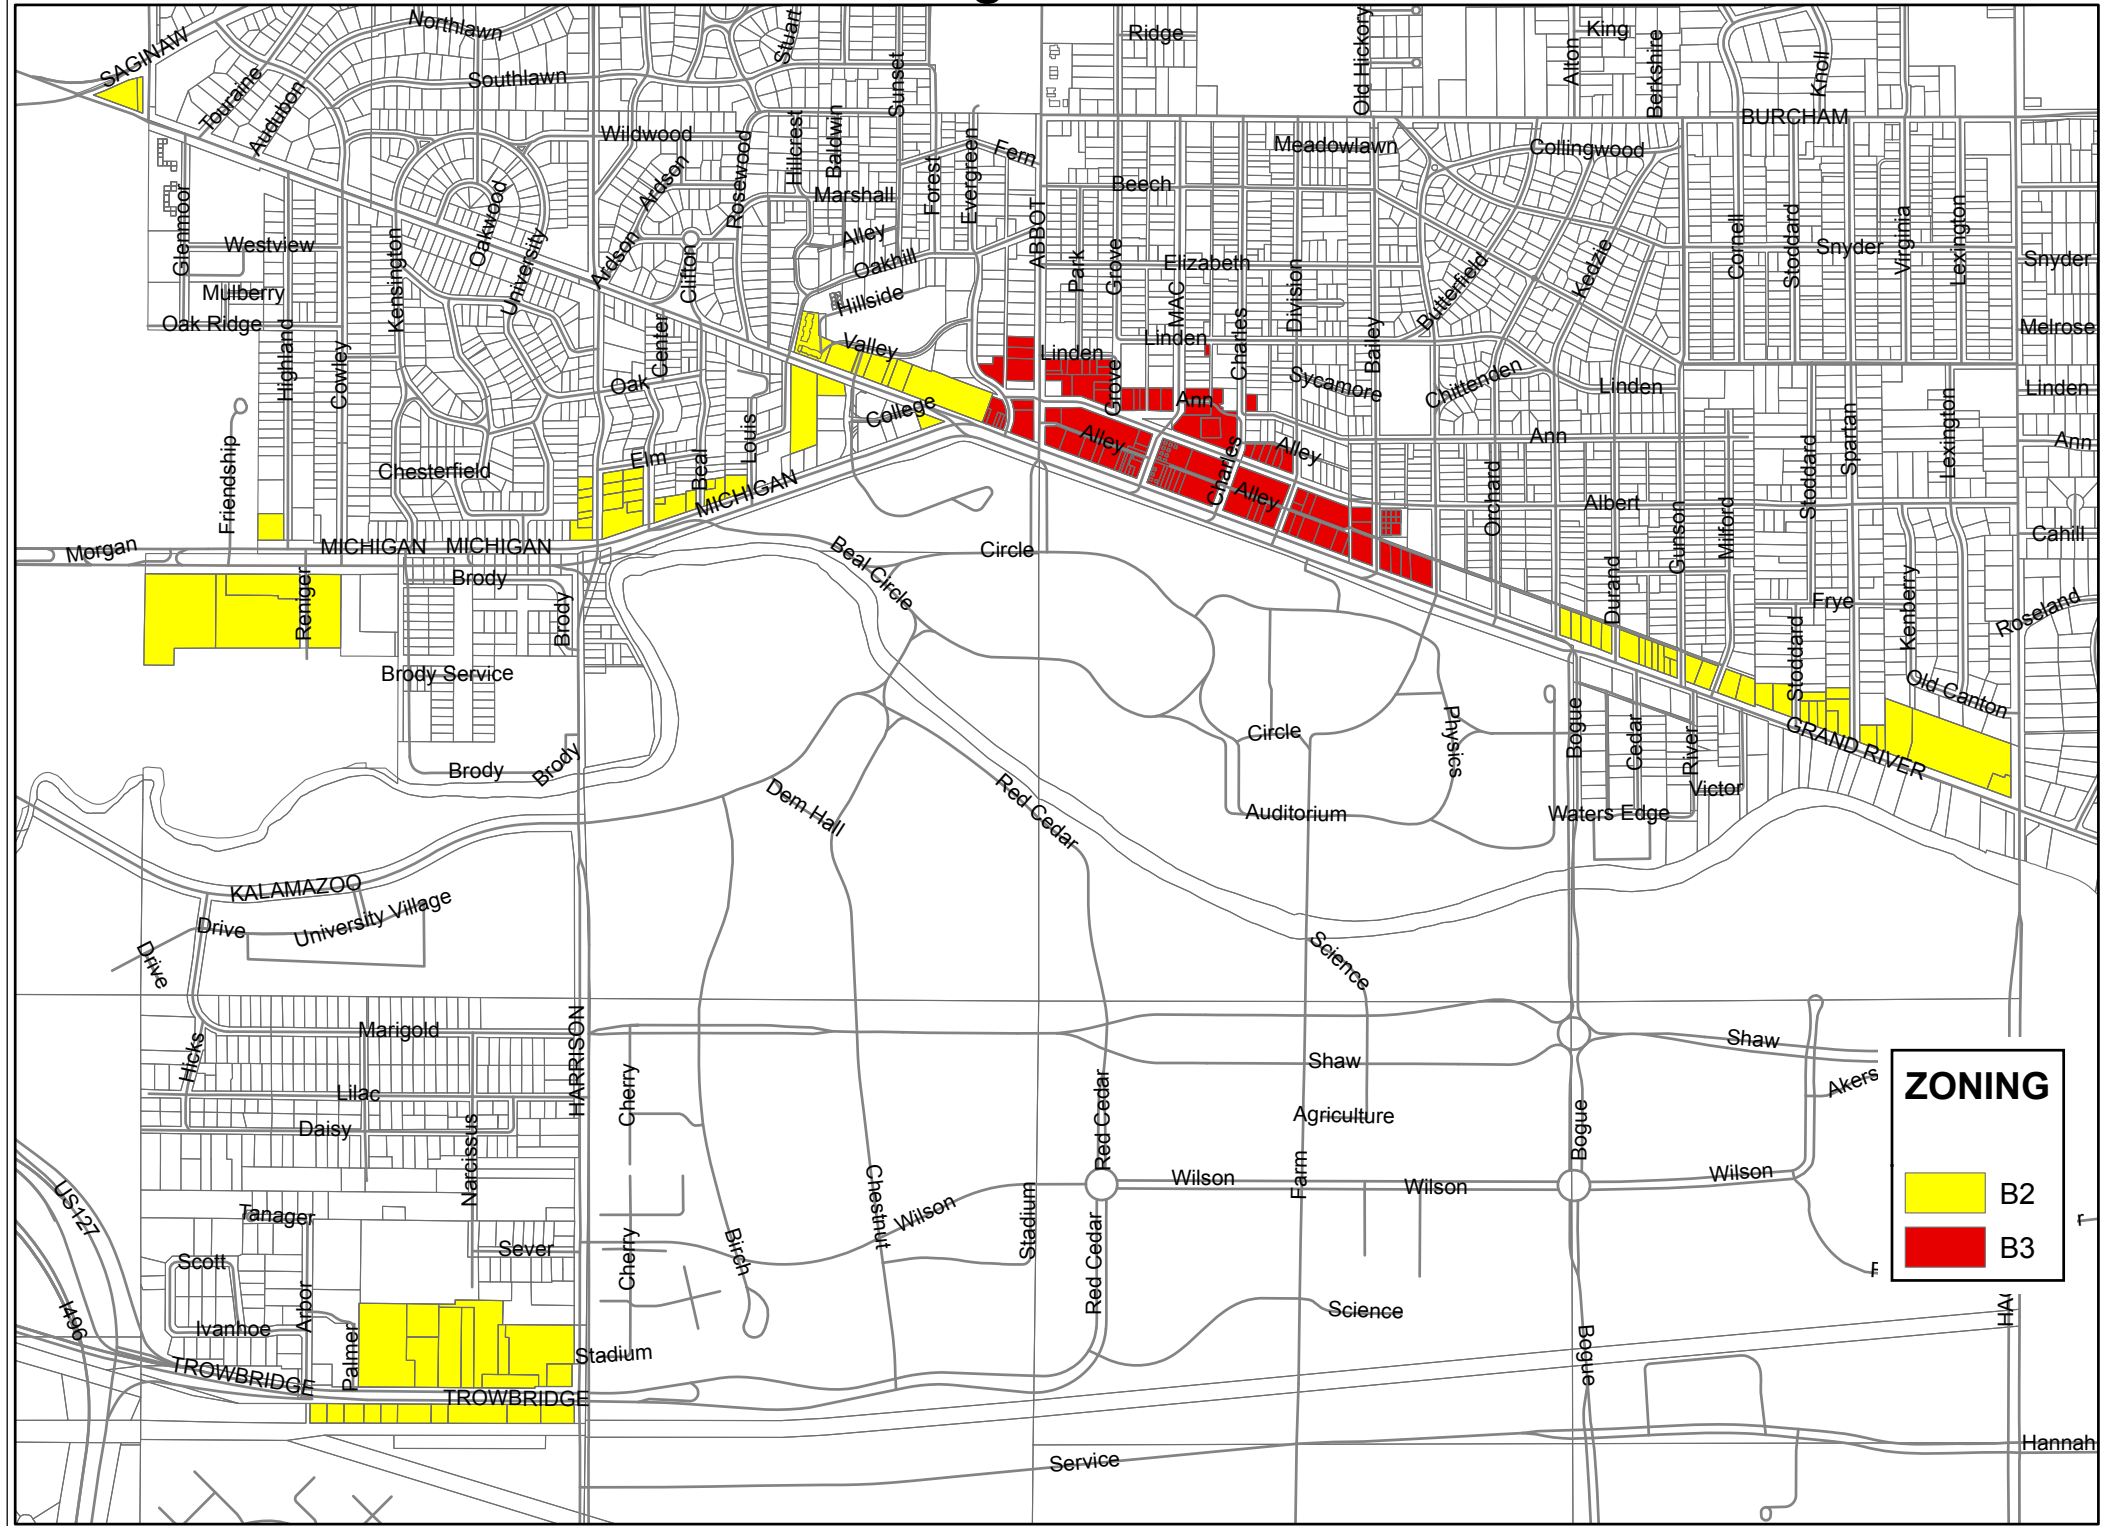 Northlawn
Stuart
Ridge
Old Hickory
King
Alton
Berkshire
Knoll
SAGINAW
Touraine
Audubon
Southlawn
Sunset
BURCHAM
Wildwood
Rosewood
Hillcrest
Baldwin
Forest
Evergreen
Fern
Meadowlawn
Collingwood
Glenmoor
Oakwood
Ardson
Marshall
Beech
Westview
Kensington
University
Ardson
Clifton
Alley
Oakhill
ABBOT
Park
Grove
Elizabeth
MAC
Division
Butterfield
Kedzie
Cornell
Stoddard
Snyder
Virginia
Lexington
Snyder
Mulberry
Oak Ridge
Hillside
Valley
Linden
Linden
Charles
Bailey
Melrose
Highland
Cowley
Oak
Center
College
Grove
Ann
Sycamore
Chittenden
Linden
Linden
Friendship
Chesterfield
Elm
Beal
Louis
Alley
Charles
Alley
Alley
Ann
Orchard
Albert
Gunson
Milford
Stoddard
Spartan
Lexington
Ann
Morgan
MICHIGAN
MICHIGAN
MICHIGAN
Circle
Cahill
Reniger
Brody
Brody
Beal Circle
Durand
Frye
Kenberry
Roseland
Brody Service
Stoddard
Old Canton
Brody
Brody
Dem Hall
Red Cedar
Circle
Physics
Bogue
Cedar
River
Victor
GRAND RIVER
Auditorium
Waters Edge
KALAMAZOO
University Village
Drive
Drive
Science
Marigold
Hicks
HARRISON
Shaw
Shaw
Lilac
Cherry
Red Cedar
Agriculture
Bogue
Akers
ZONING
Daisy
Narcissus
Chestnut
Wilson
Stadium
Wilson
Farm
Wilson
Wilson
B2
US127
Tanager
Sever
Cherry
Birch
Red Cedar
r
B3
Scott
Arbor
I496
Ivanhoe
Palmer
Stadium
Science
Bogue
TROWBRIDGE
TROWBRIDGE
Service
Hannah